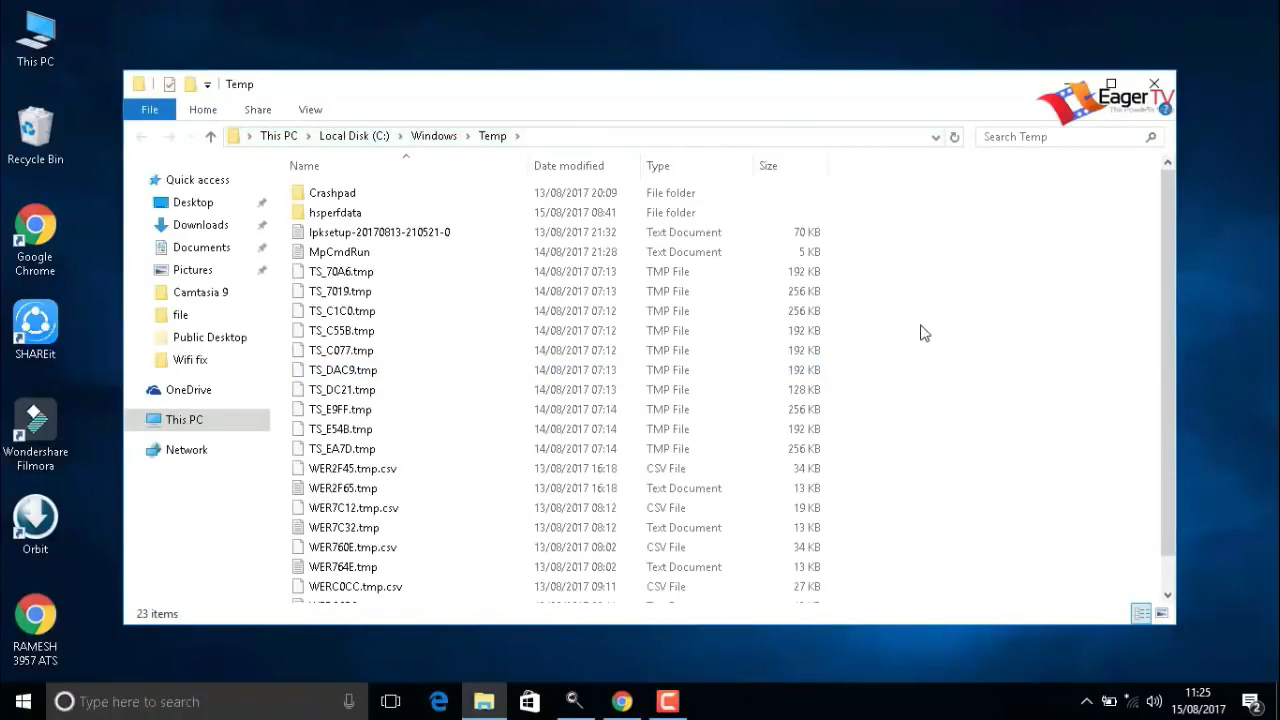 This PC
Recycle Bin
Google
Chrome
SHAREit
Wondershare
Filmora
Orbit
RAMESH
3957 ATS
Temp
EagerTV
File Home Share View
This PC Local Disk (C:) Windows Temp
Search Temp
Quick access
Desktop
Downloads
Documents
Pictures
Camtasia 9
file
Public Desktop
Wifi fix
OneDrive
This PC
Network
Name Date modified Type Size
Crashpad 13/08/2017 20:09 File folder
hsperfdata 15/08/2017 08:41 File folder
lpksetup-20170813-210521-0 13/08/2017 21:32 Text Document 70 KB
MpCmdRun 14/08/2017 21:28 Text Document 5 KB
TS_70A6.tmp 14/08/2017 07:13 TMP File 192 KB
TS_7019.tmp 14/08/2017 07:13 TMP File 256 KB
TS_C1C0.tmp 14/08/2017 07:12 TMP File 256 KB
TS_C55B.tmp 14/08/2017 07:12 TMP File 192 KB
TS_C077.tmp 14/08/2017 07:12 TMP File 192 KB
TS_DAC9.tmp 14/08/2017 07:13 TMP File 192 KB
TS_DC21.tmp 14/08/2017 07:13 TMP File 128 KB
TS_E9FF.tmp 14/08/2017 07:14 TMP File 256 KB
TS_E54B.tmp 14/08/2017 07:14 TMP File 192 KB
TS_EA7D.tmp 14/08/2017 07:14 TMP File 256 KB
WER2F45.tmp.csv 13/08/2017 16:18 CSV File 34 KB
WER2F65.tmp 13/08/2017 16:18 Text Document 13 KB
WER7C12.tmp.csv 13/08/2017 08:12 CSV File 19 KB
WER7C32.tmp 13/08/2017 08:12 Text Document 13 KB
WER760E.tmp.csv 13/08/2017 08:02 CSV File 34 KB
WER764E.tmp 13/08/2017 08:02 Text Document 13 KB
WERC0CC.tmp.csv 13/08/2017 09:11 CSV File 27 KB
23 items
Type here to search
11:25
15/08/2017
2